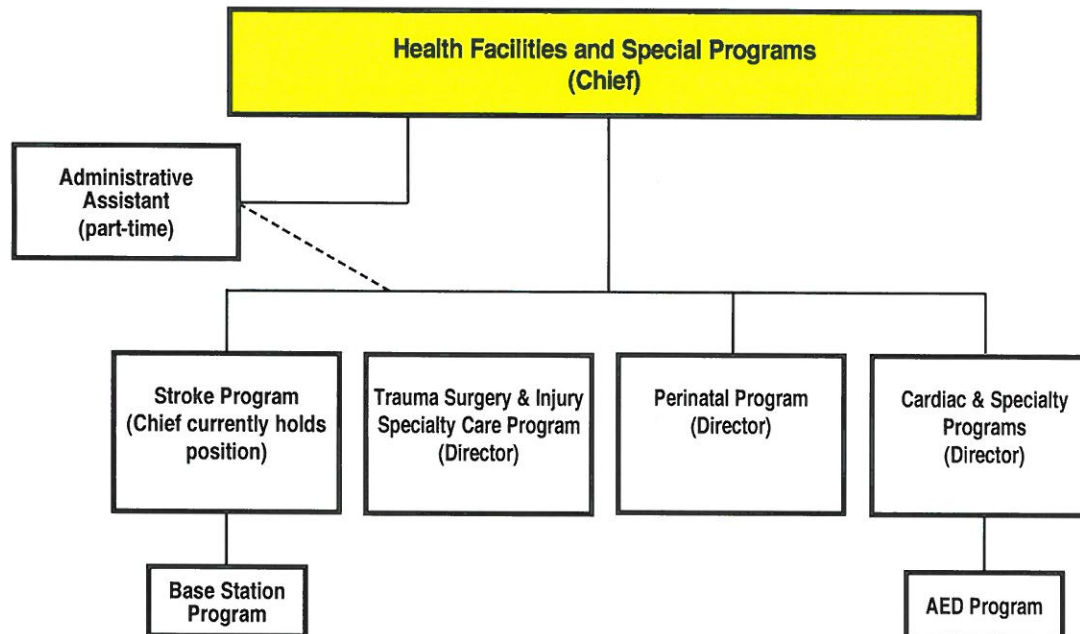 Health Facilities and Special Programs
(Chief)
Administrative
Assistant
(part-time)
Stroke Program
(Chief currently holds
position)
Trauma Surgery & Injury
Specialty Care Program
(Director)
Perinatal Program
(Director)
Cardiac & Specialty
Programs
(Director)
Base Station
Program
AED Program